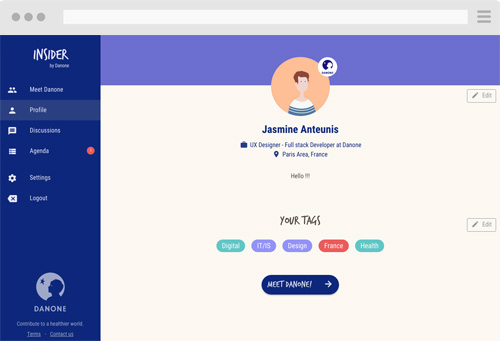 INSIDER
by Danone
Meet Danone
Profile
Discussions
Agenda
Settings
Logout
DANONE
Contribute to a healthier world.
Terms - Contact us
DANONE
Edit
Jasmine Anteunis
UX Designer - Full stack Developer at Danone
Paris Area, France
Hello !!!
YOUR TAGS
Edit
Digital IT/IS Design France Health
MEET DANONE!